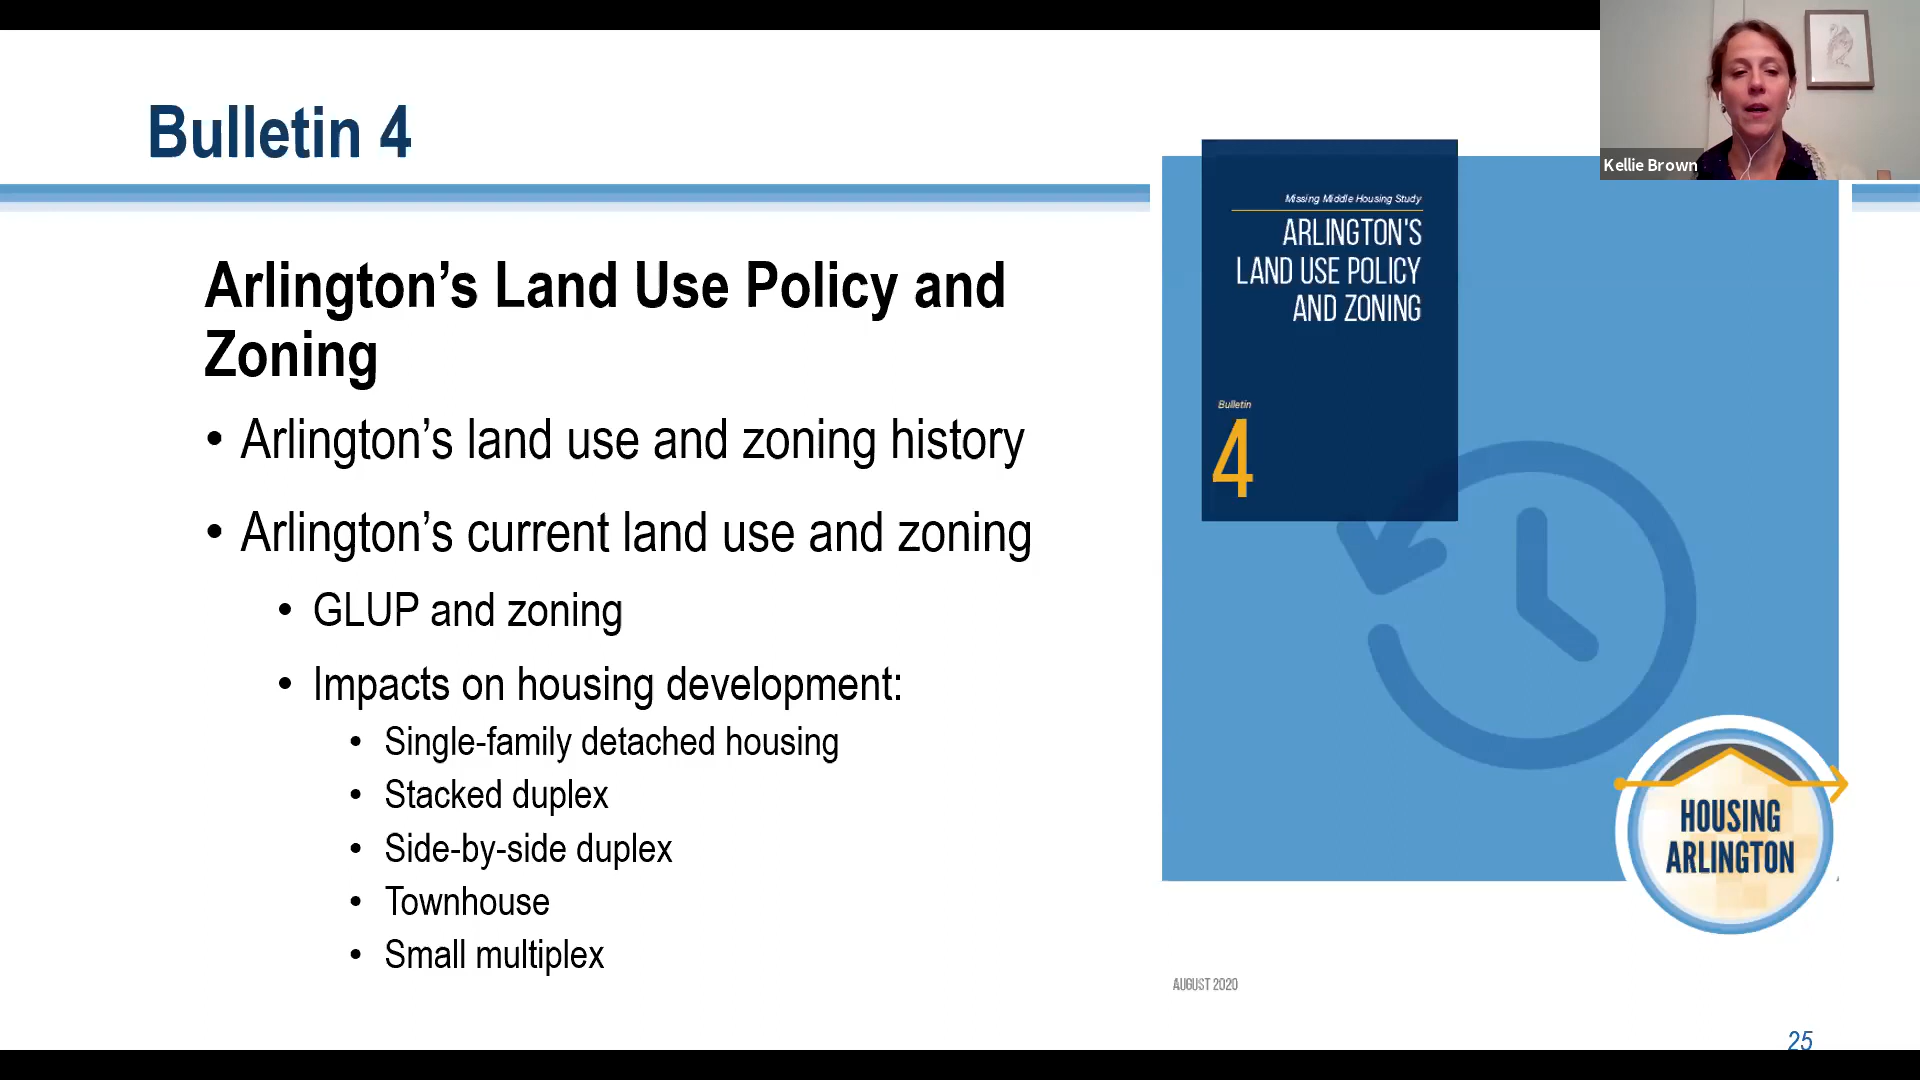 Bulletin 4
Kellie Brown
Arlington’s Land Use Policy and
Zoning
• Arlington’s land use and zoning history
• Arlington’s current land use and zoning
• GLUP and zoning
• Impacts on housing development:
• Single-family detached housing
• Stacked duplex
• Side-by-side duplex
• Townhouse
• Small multiplex
Missing Middle Housing Study
ARLINGTON'S
LAND USE POLICY
AND ZONING
Bulletin
4
HOUSING
ARLINGTON
AUGUST 2020
25